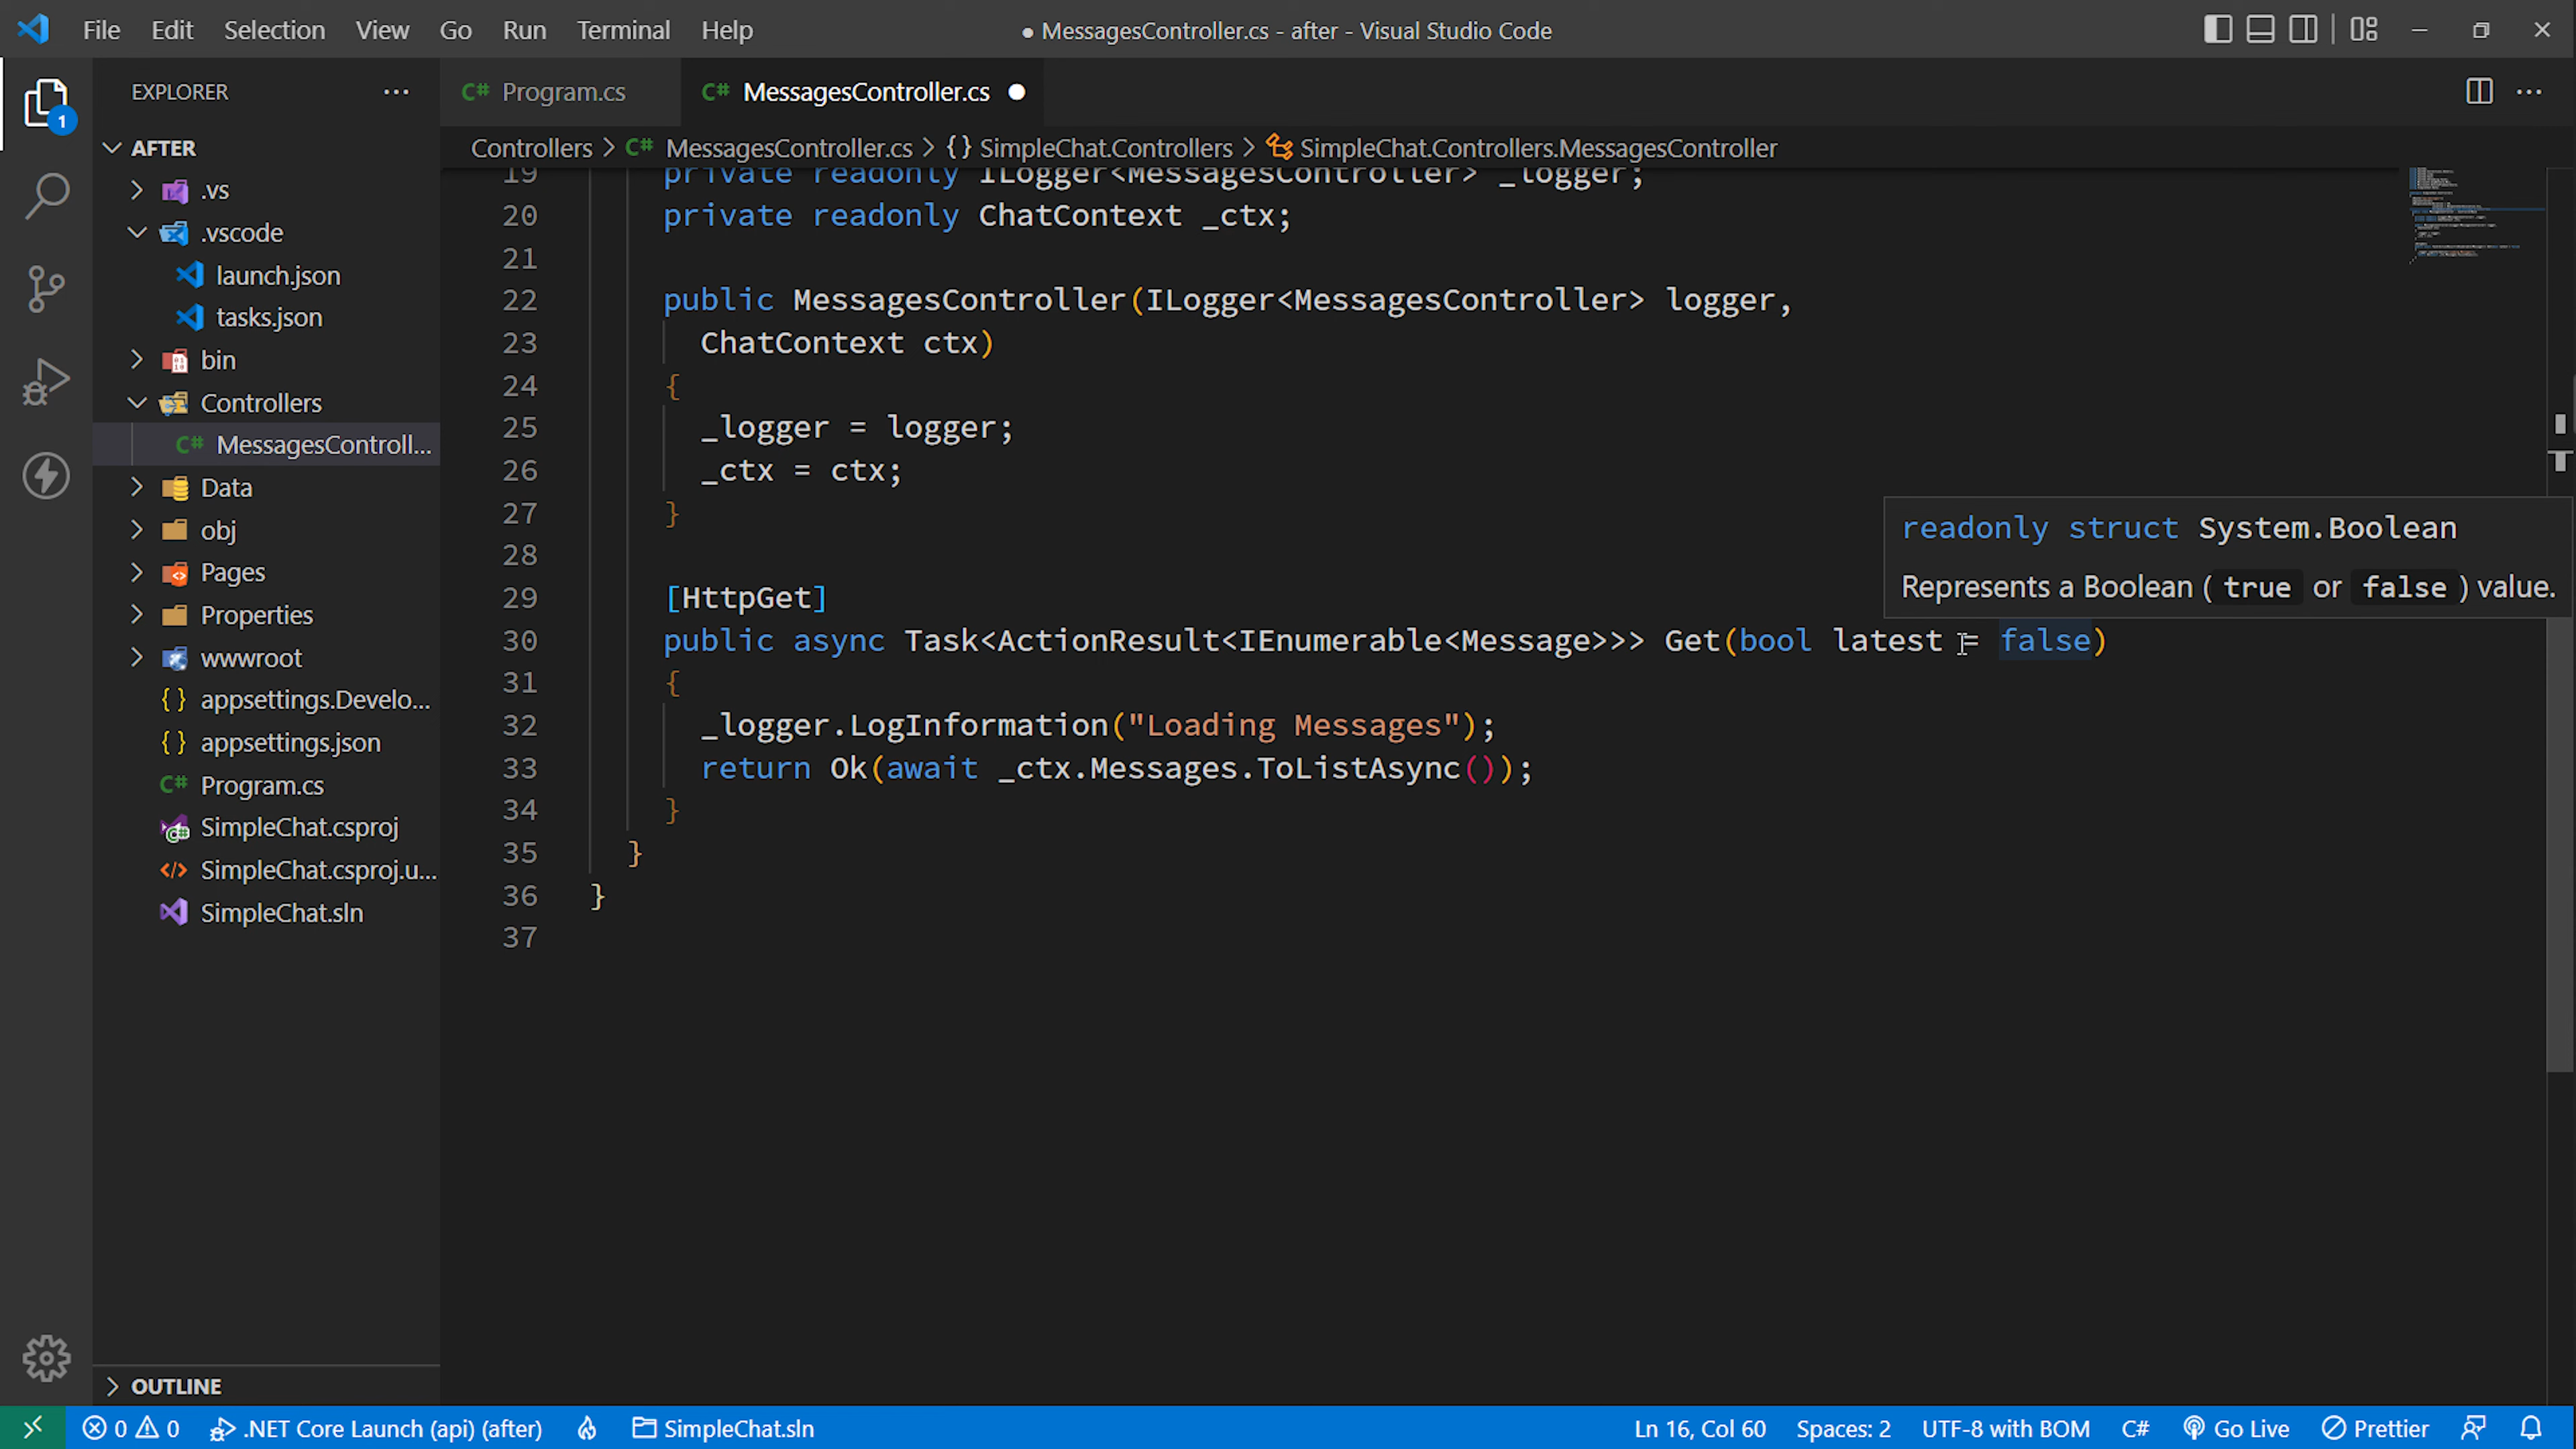 File Edit Selection View Go Run Terminal Help
● MessagesController.cs - after - Visual Studio Code
EXPLORER ···
1
AFTER
.vs
.vscode
launch.json
tasks.json
bin
Controllers
C# MessagesControll...
Data
obj
Pages
Properties
wwwroot
{ } appsettings.Develo...
{ } appsettings.json
C# Program.cs
SimpleChat.csproj
SimpleChat.csproj.u...
SimpleChat.sln
OUTLINE
C# Program.cs C# MessagesController.cs ●
Controllers > C# MessagesController.cs > {} SimpleChat.Controllers > SimpleChat.Controllers.MessagesController
19 private readonly ILogger<MessagesController> _logger;
20 private readonly ChatContext _ctx;
21
22 public MessagesController(ILogger<MessagesController> logger,
23 ChatContext ctx)
24 {
25 _logger = logger;
26 _ctx = ctx;
27 }
28
29 [HttpGet]
30 public async Task<ActionResult<IEnumerable<Message>>> Get(bool latest = false)
31 {
32 _logger.LogInformation("Loading Messages");
33 return Ok(await _ctx.Messages.ToListAsync());
34 }
35 }
36 }
37
readonly struct System.Boolean
Represents a Boolean ( true or false ) value.
0 0 .NET Core Launch (api) (after) SimpleChat.sln Ln 16, Col 60 Spaces: 2 UTF-8 with BOM C# Go Live Prettier